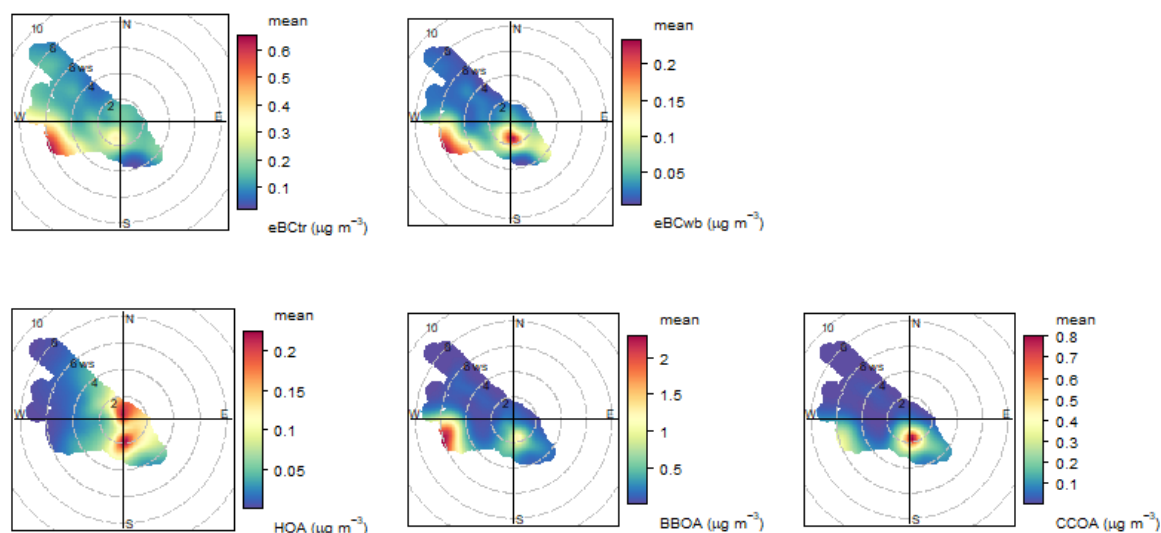 mean
10
N
6
8 ws
4
2
W
E
S
0.6
0.5
0.4
0.3
0.2
0.1
eBCtr (μg m⁻³)
mean
10
N
8 ws
4
2
W
E
S
0.2
0.15
0.1
0.05
eBCwb (μg m⁻³)
mean
10
N
6 ws
4
2
W
E
S
0.2
0.15
0.1
0.05
HOA (μg m⁻³)
mean
10
N
8 ws
4
2
W
E
S
2
1.5
1
0.5
BBOA (μg m⁻³)
mean
10
N
8 ws
4
2
W
E
S
0.8
0.7
0.6
0.5
0.4
0.3
0.2
0.1
CCOA (μg m⁻³)